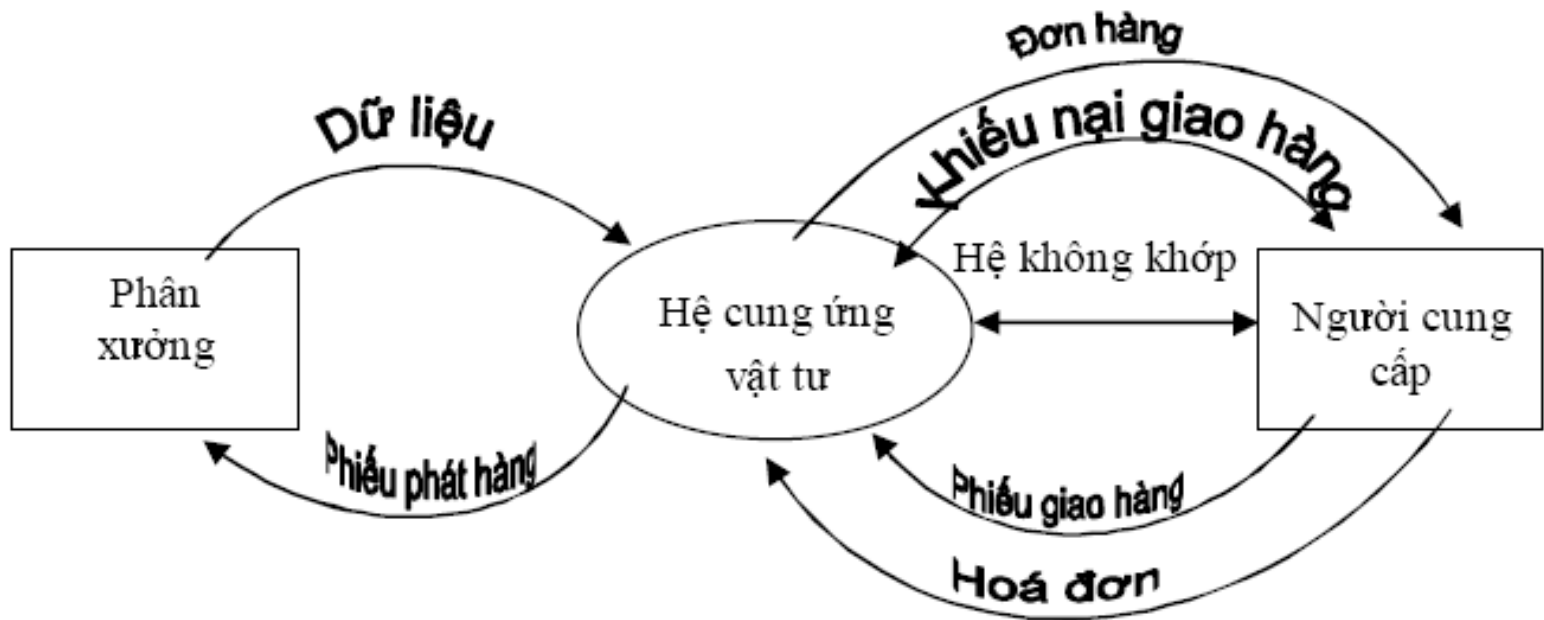 Đơn hàng
Dữ liệu
Khiếu nại giao hàng
Hệ không khớp
Phân
xưởng
Hệ cung ứng
vật tư
Người cung
cấp
Phiếu phát hàng
Phiếu giao hàng
Hoá đơn